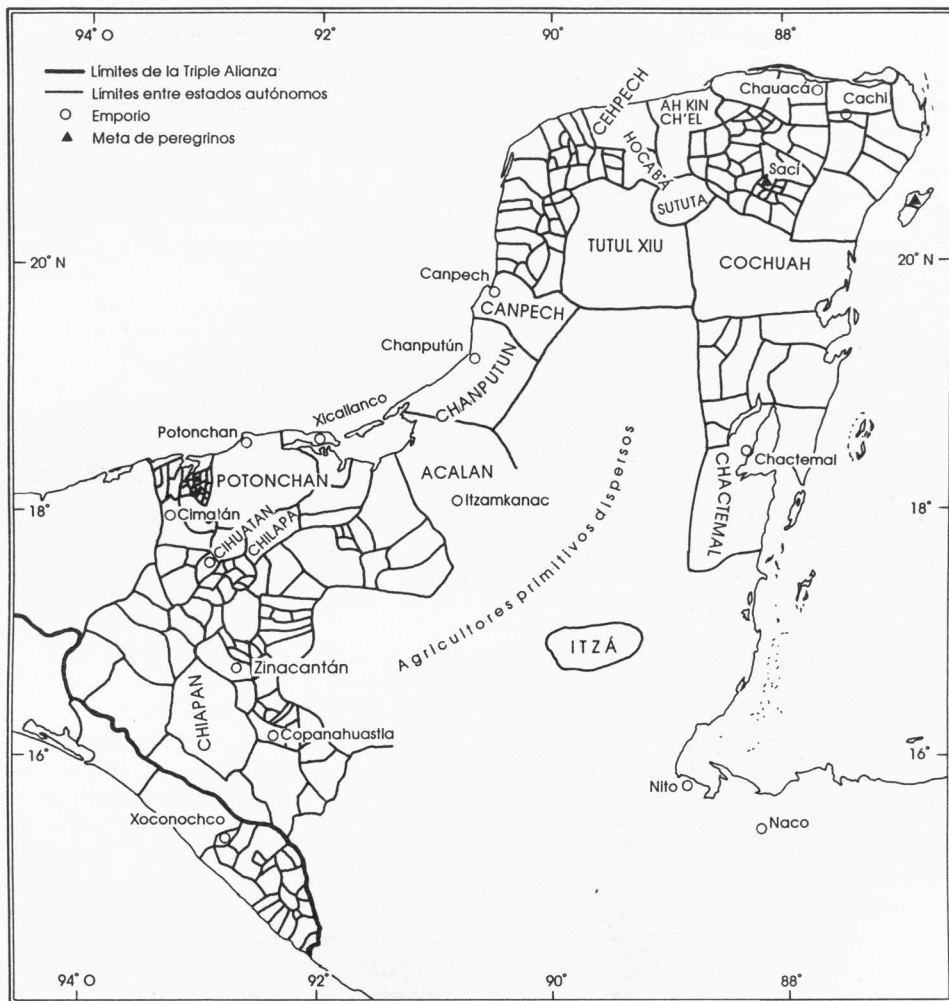 94° O
90°
88°
Límites de la Triple Alianza
Límites entre estados autónomos
Emporio
Meta de peregrinos
Chauacá
Cachi
CEHPECH
AH KIN
CH'EL
HOCABÁ
Sací
SUTUTA
20° N
TUTUL XIU
COCHUAH
20° N
Canpech
CANPECH
Chanputún
CHANPUTUN
Xicallanco
Potonchan
POTONCHAN
ACALAN
Itzamkanac
Chactemal
CHACTEMAL
18°
Cimatán
CIHUATAN
CHILAPA
18°
Agricultores primitivos dispersos
ITZÁ
Zinacantán
CHIAPAN
Copanahuastla
16°
16°
Nito
Naco
Xoconochco
94° O
92°
90°
88°
92°